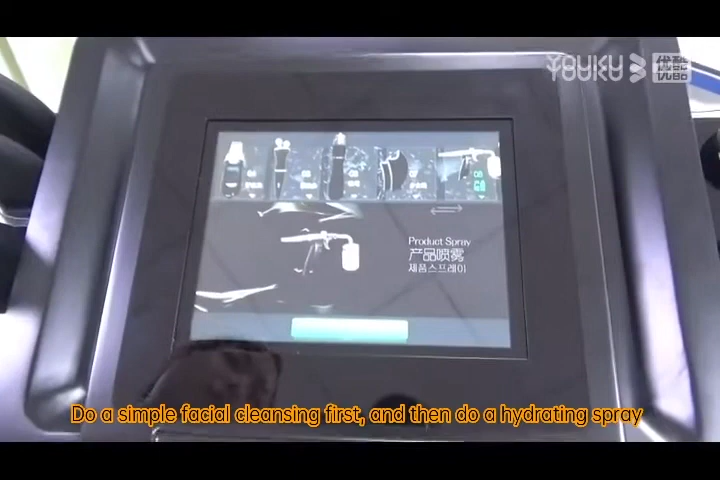 YOUKU 优酷
Product Spray
产品喷雾
제품스프레이
Do a simple facial cleansing first, and then do a hydrating spray